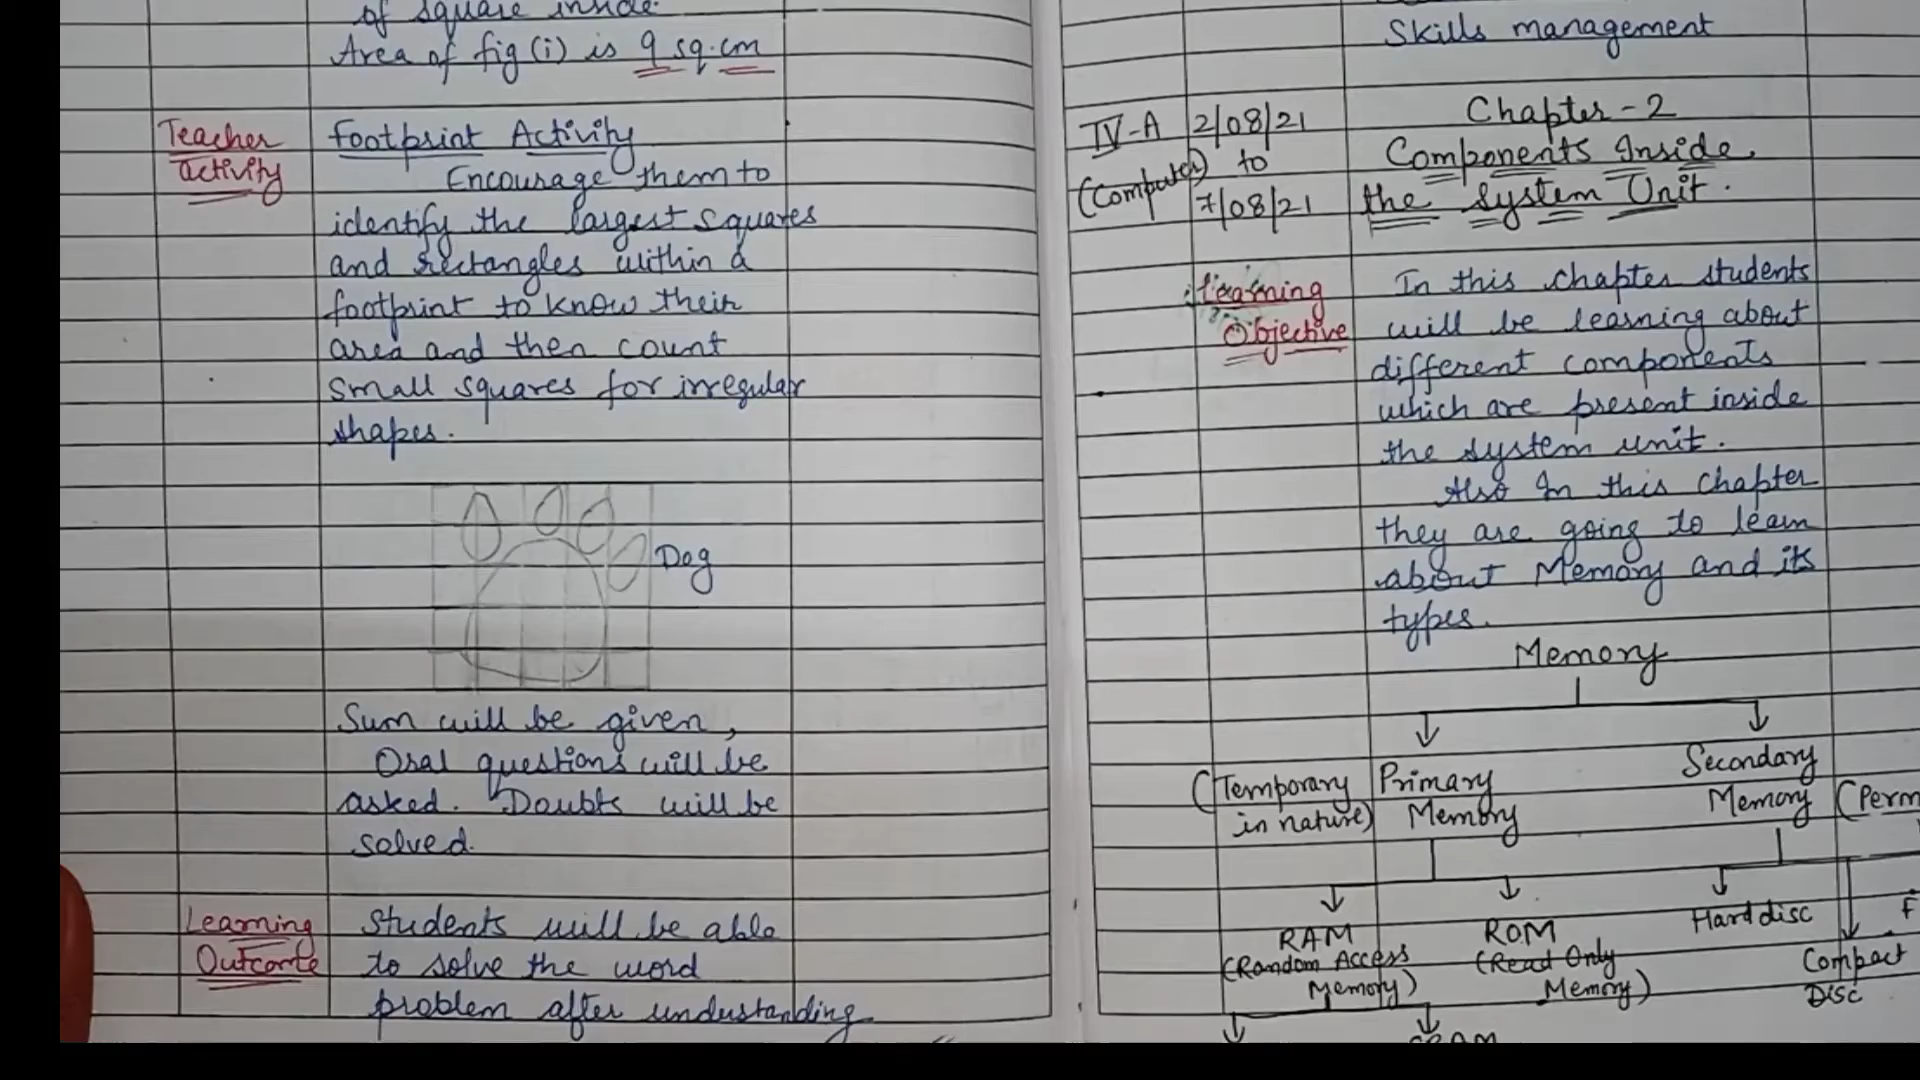 of square inside
Area of fig (i) is 9 sq.cm
Teacher
activity
Footprint Activity
Encourage them to
identify the largest squares
and rectangles within a
footprint to know their
area and then count
small squares for irregular
shapes.
Dog
Sum will be given,
Oral questions will be
asked. Doubts will be
solved.
Learning
Outcome
Students will be able
to solve the word
problem after understanding
Skills management
IV-A
(Computer)
2/08/21
to
7/08/21
Chapter - 2
Components Inside
the System Unit.
Learning
Objective
In this chapter students
will be learning about
different components
which are present inside
the system unit.
Also In this chapter
they are going to learn
about Memory and its
types.
Memory
(Temporary
in nature)
Primary
Memory
Secondary
Memory
(Perm
RAM
(Random Access
Memory)
ROM
(Read Only
Memory)
Hard disc
Compact
Disc
F